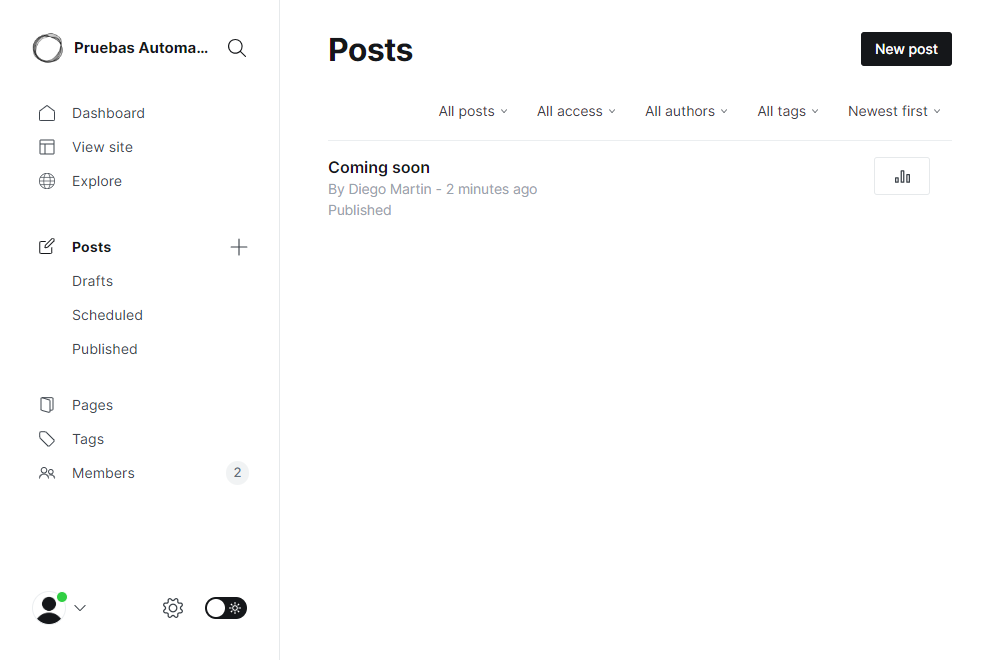 Pruebas Automa...
Dashboard
View site
Explore
Posts
Drafts
Scheduled
Published
Pages
Tags
Members 2
Posts
New post
All posts All access All authors All tags Newest first
Coming soon
By Diego Martin - 2 minutes ago
Published